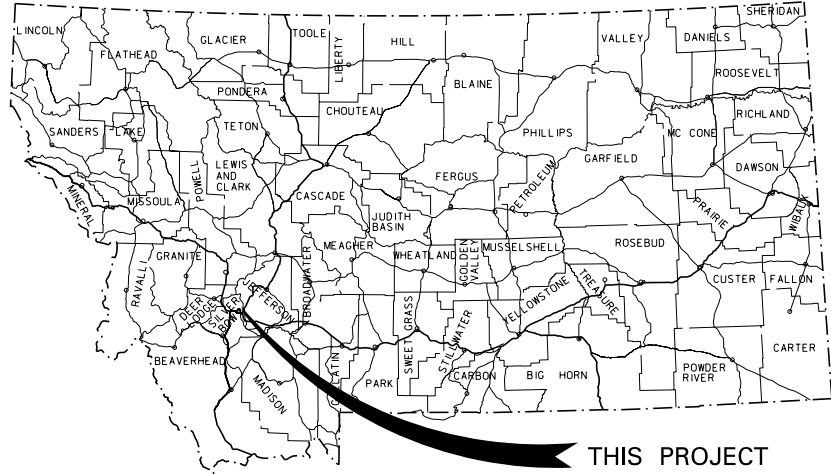 LINCOLN
FLATHEAD
GLACIER
TOOLE
LIBERTY
HILL
BLAINE
VALLEY
DANIELS
SHERIDAN
ROOSEVELT
PONDERA
CHOUTEAU
PHILLIPS
RICHLAND
MC CONE
SANDERS
LAKE
TETON
LEWIS
AND
CLARK
POWELL
CASCADE
FERGUS
PETROLEUM
GARFIELD
DAWSON
WIBAUX
PRAIRIE
MINERAL
MISSOULA
JUDITH
BASIN
MEAGHER
WHEATLAND
GOLDEN
VALLEY
MUSSELSHELL
ROSEBUD
CUSTER
FALLON
GRANITE
RAVALLI
DEER
LODGE
SILVER
BOW
JEFFERSON
BROADWATER
SWEET GRASS
STILLWATER
YELLOWSTONE
TREASURE
BEAVERHEAD
MADISON
GALLATIN
PARK
CARBON
BIG HORN
POWDER
RIVER
CARTER
THIS PROJECT